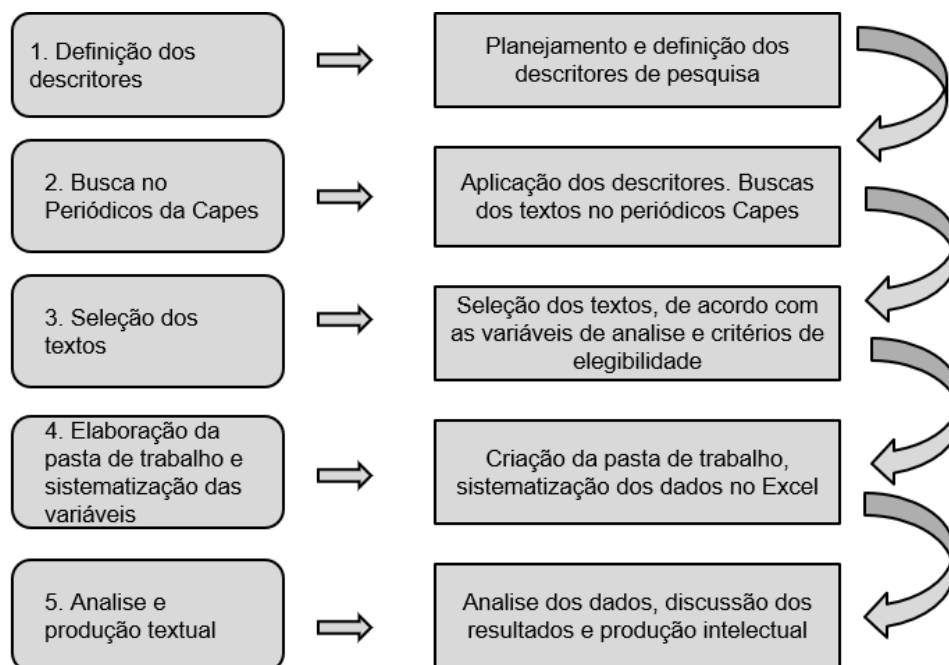 1. Definição dos
descritores
Planejamento e definição dos
descritores de pesquisa
2. Busca no
Periódicos da Capes
Aplicação dos descritores. Buscas
dos textos no periódicos Capes
3. Seleção dos
textos
Seleção dos textos, de acordo com
as variáveis de analise e critérios de
elegibilidade
4. Elaboração da
pasta de trabalho e
sistematização das
variáveis
Criação da pasta de trabalho,
sistematização dos dados no Excel
5. Analise e
produção textual
Analise dos dados, discussão dos
resultados e produção intelectual